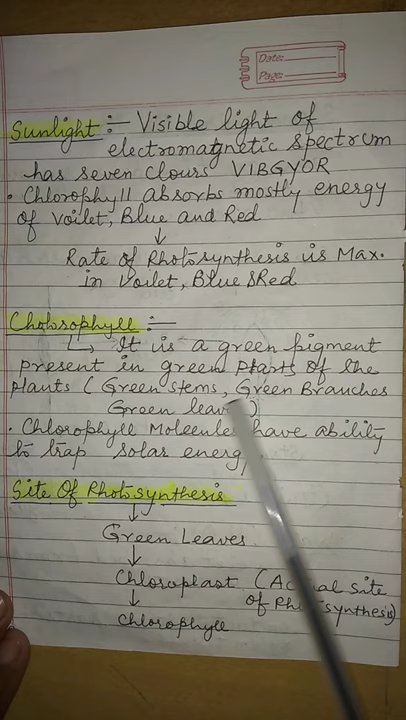 Date:
Page:
Sunlight :- Visible light of
electromagnetic spectrum
has seven clours VIBGYOR
• Chlorophyll absorbs mostly energy
of Voilet, Blue and Red
↓
Rate of Photosynthesis is Max.
in Voilet, Blue & Red
Cholorophyll :-
↳ It is a green pigment
present in green parts of the
plants (Green stems, Green Branches
Green leaves)
• Chlorophyll Molecules have ability
to trap solar energy
Site Of Photosynthesis
↓
Green Leaves
↓
Chloroplast (Actual Site
of Photosynthesis)
↓
Chlorophyll